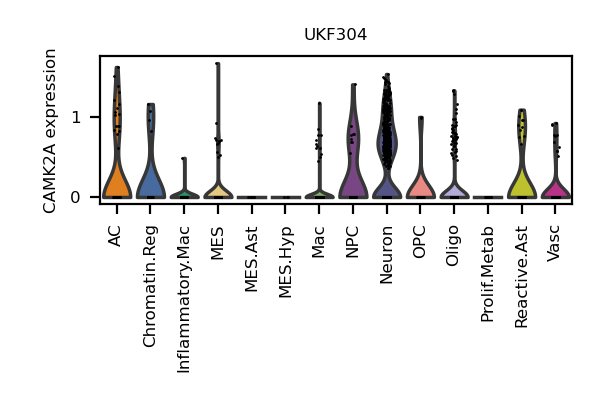 UKF304
CAMK2A expression
1
0
AC
Chromatin.Reg
Inflammatory.Mac
MES
MES.Ast
MES.Hyp
Mac
NPC
Neuron
OPC
Oligo
Prolif.Metab
Reactive.Ast
Vasc